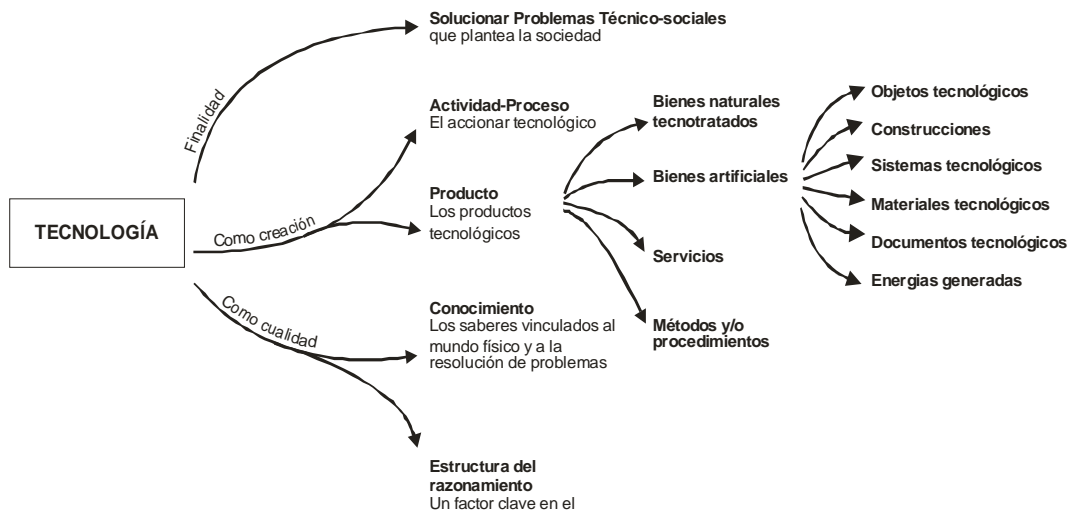 TECNOLOGÍA
Finalidad
Solucionar Problemas Técnico-sociales
que plantea la sociedad
Como creación
Actividad-Proceso
El accionar tecnológico
Producto
Los productos
tecnológicos
Bienes naturales
tecnotratados
Bienes artificiales
Servicios
Métodos y/o
procedimientos
Objetos tecnológicos
Construcciones
Sistemas tecnológicos
Materiales tecnológicos
Documentos tecnológicos
Energías generadas
Como cualidad
Conocimiento
Los saberes vinculados al
mundo físico y a la
resolución de problemas
Estructura del
razonamiento
Un factor clave en el